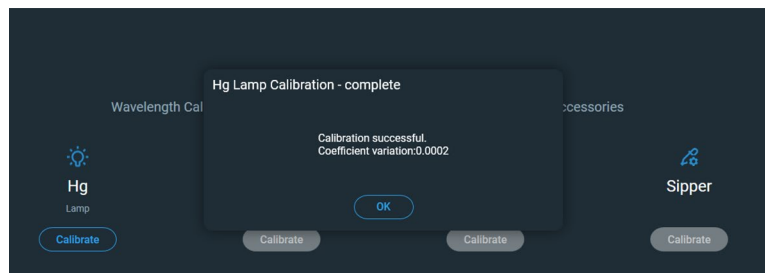 Hg Lamp Calibration - complete
Wavelength Cal
ccessories
Calibration successful.
Coefficient variation:0.0002
Hg
Sipper
Lamp
OK
Calibrate
Calibrate
Calibrate
Calibrate